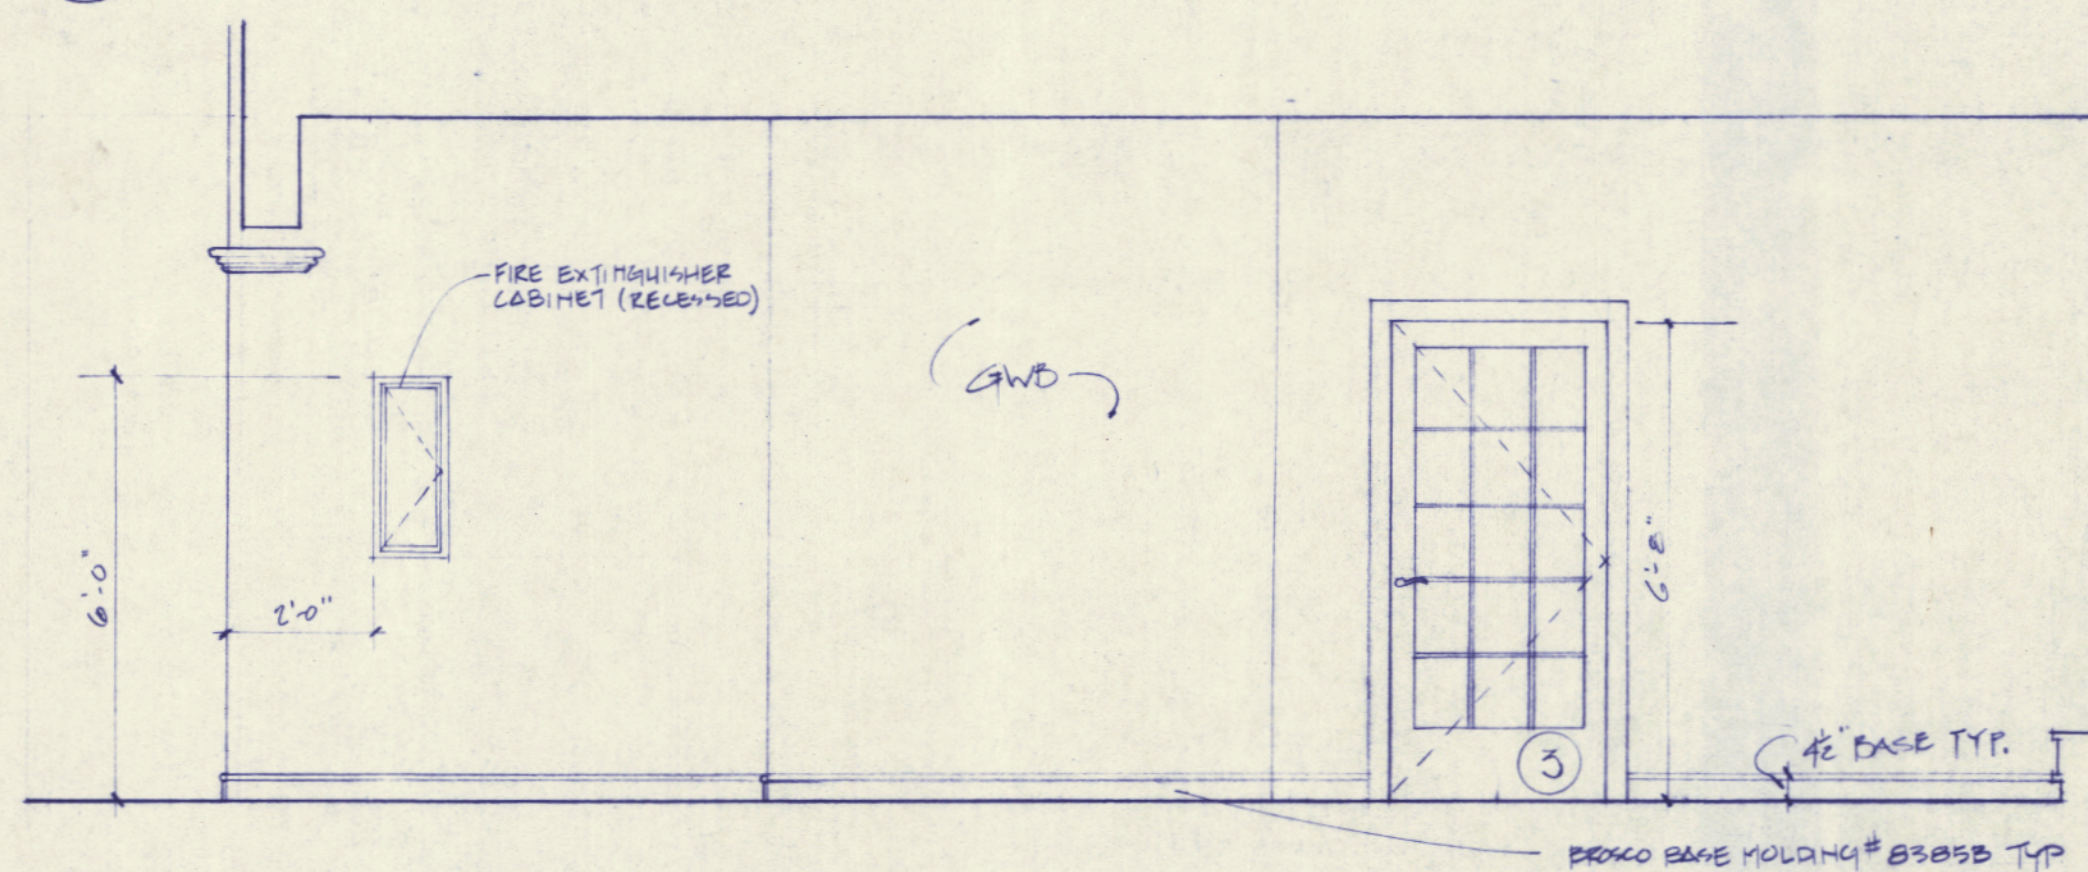 FIRE EXTINGUISHER
CABINET (RECESSED)
GWB
6'-0"
2'-0"
6'-8"
3
4½" BASE TYP.
BROSCO BASE MOLDING # 8385B TYP